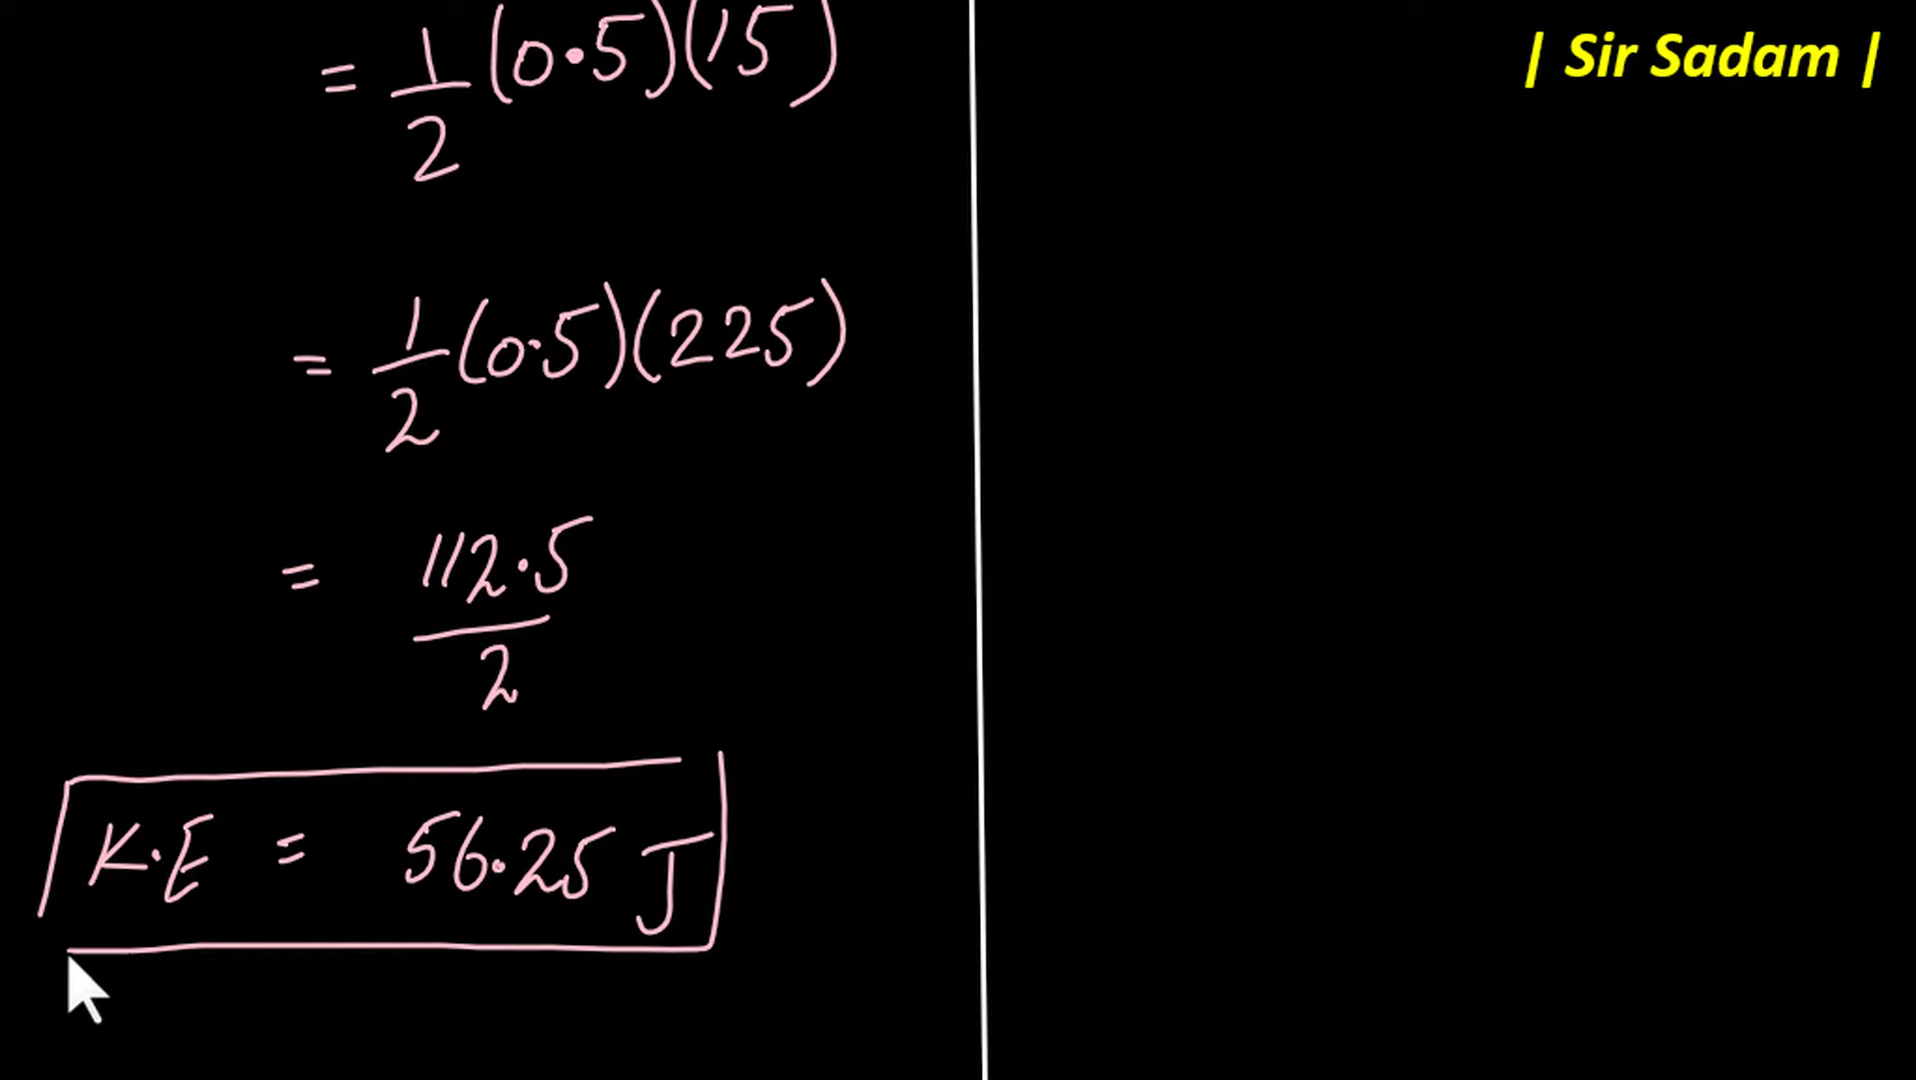 | Sir Sadam |
= 1/2 (0.5)(15)
= 1/2 (0.5)(225)
= 112.5/2
K.E = 56.25 J